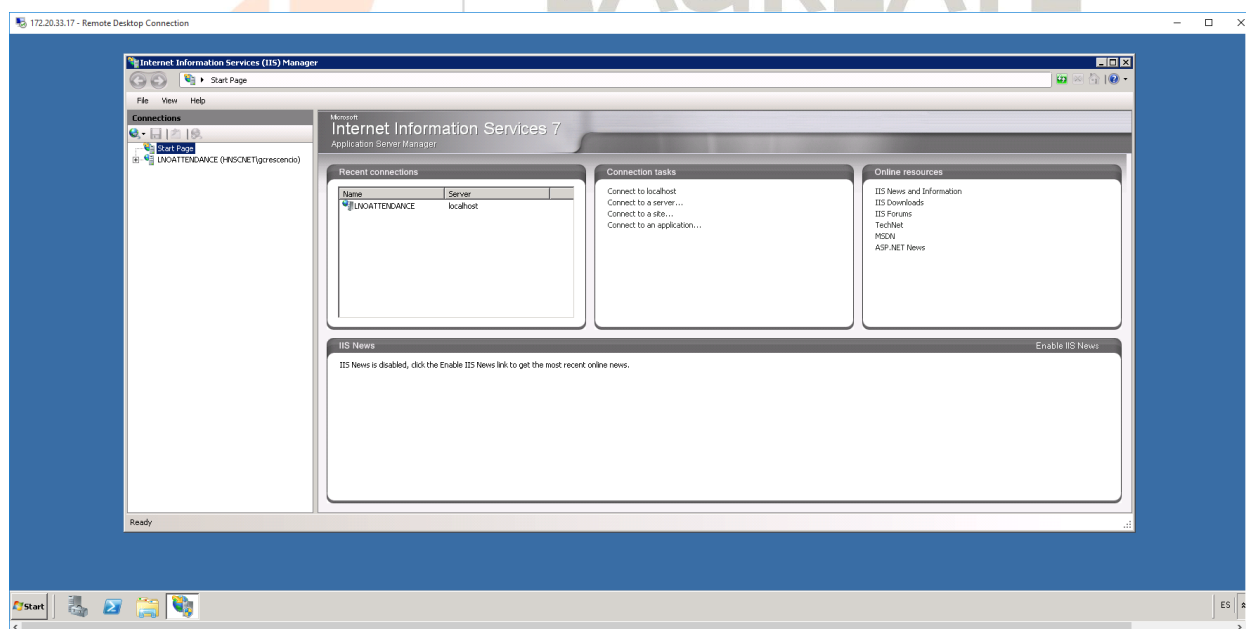 LAUREATE
172.20.33.17 - Remote Desktop Connection
Internet Information Services (IIS) Manager
Start Page
File View Help
Connections
Start Page
LNOATTENDANCE (HNSCNET\gcrescencio)
Microsoft
Internet Information Services 7
Application Server Manager
Recent connections
Name Server
LNOATTENDANCE localhost
Connection tasks
Connect to localhost
Connect to a server...
Connect to a site...
Connect to an application...
Online resources
IIS News and Information
IIS Downloads
IIS Forums
TechNet
MSDN
ASP.NET News
IIS News
Enable IIS News
IIS News is disabled, click the Enable IIS News link to get the most recent online news.
Ready
Start
ES